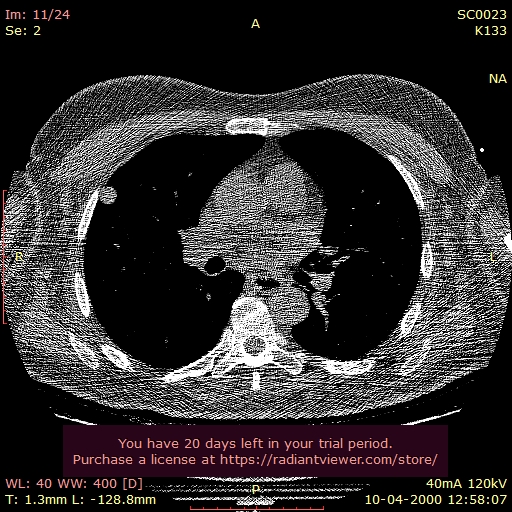 Im: 11/24
Se: 2
A
SC0023
K133
NA
R
L
You have 20 days left in your trial period.
Purchase a license at https://radiantviewer.com/store/
WL: 40 WW: 400 [D]
T: 1.3mm L: -128.8mm
P
40mA 120kV
10-04-2000 12:58:07